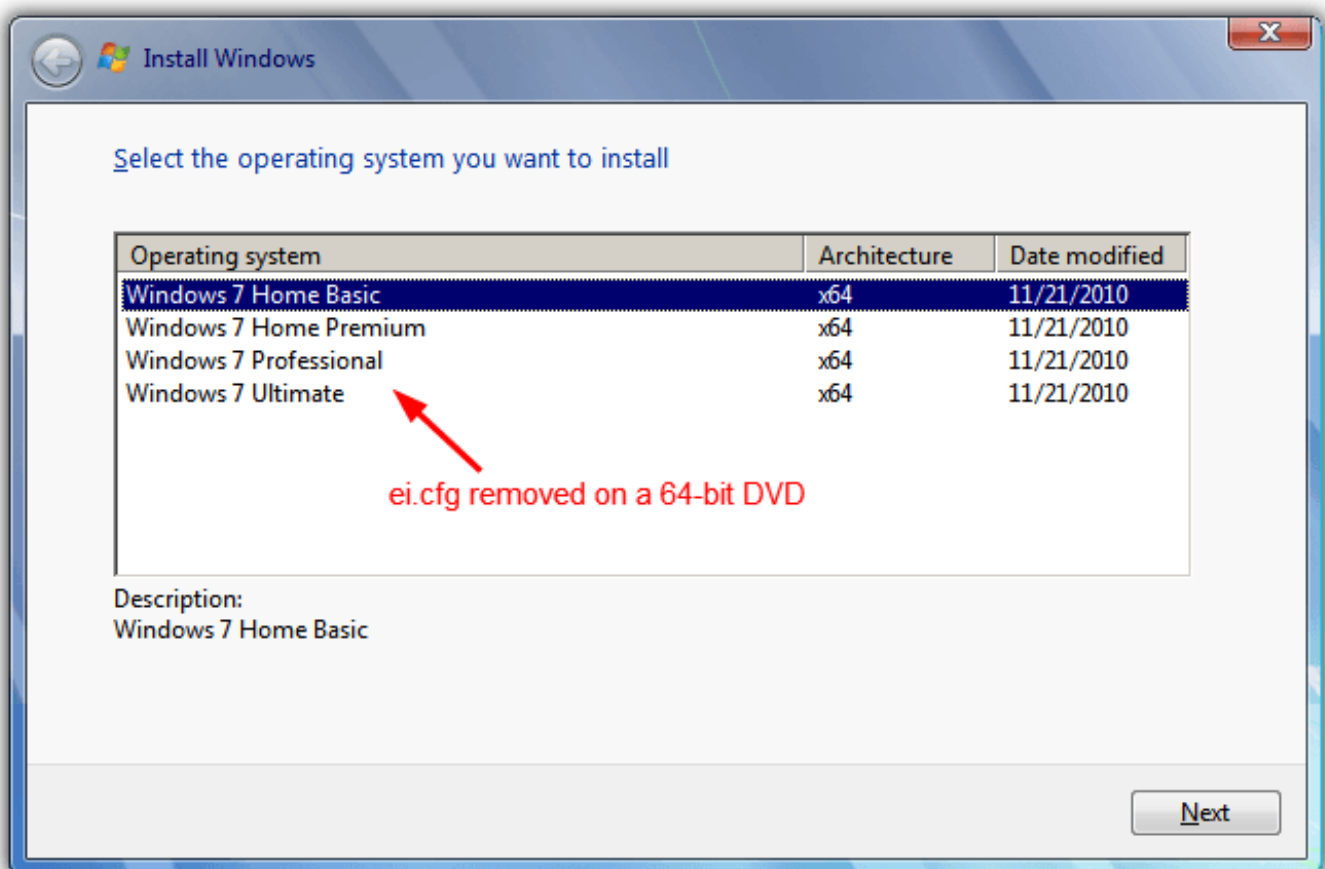 Install Windows
Select the operating system you want to install
Operating system Architecture Date modified
Windows 7 Home Basic x64 11/21/2010
Windows 7 Home Premium x64 11/21/2010
Windows 7 Professional x64 11/21/2010
Windows 7 Ultimate x64 11/21/2010
ei.cfg removed on a 64-bit DVD
Description:
Windows 7 Home Basic
Next